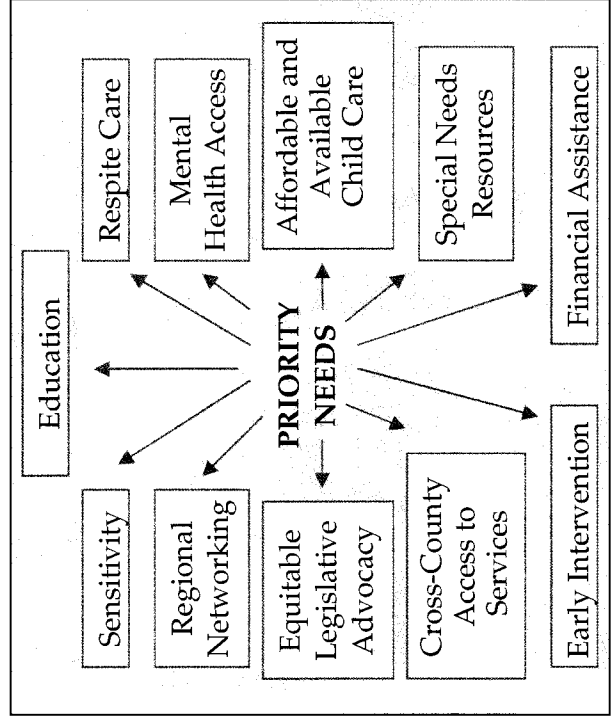 Education
Sensitivity
Respite Care
Regional
Networking
Mental
Health Access
PRIORITY
NEEDS
Equitable
Legislative
Advocacy
Affordable and
Available
Child Care
Cross-County
Access to
Services
Special Needs
Resources
Early Intervention
Financial Assistance